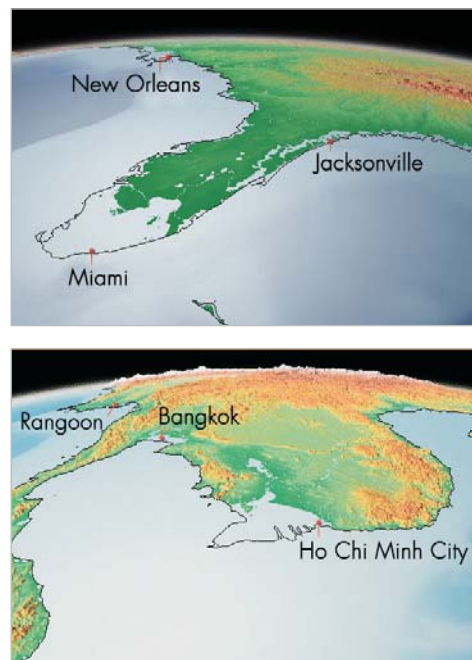 New Orleans
Jacksonville
Miami
Rangoon
Bangkok
Ho Chi Minh City